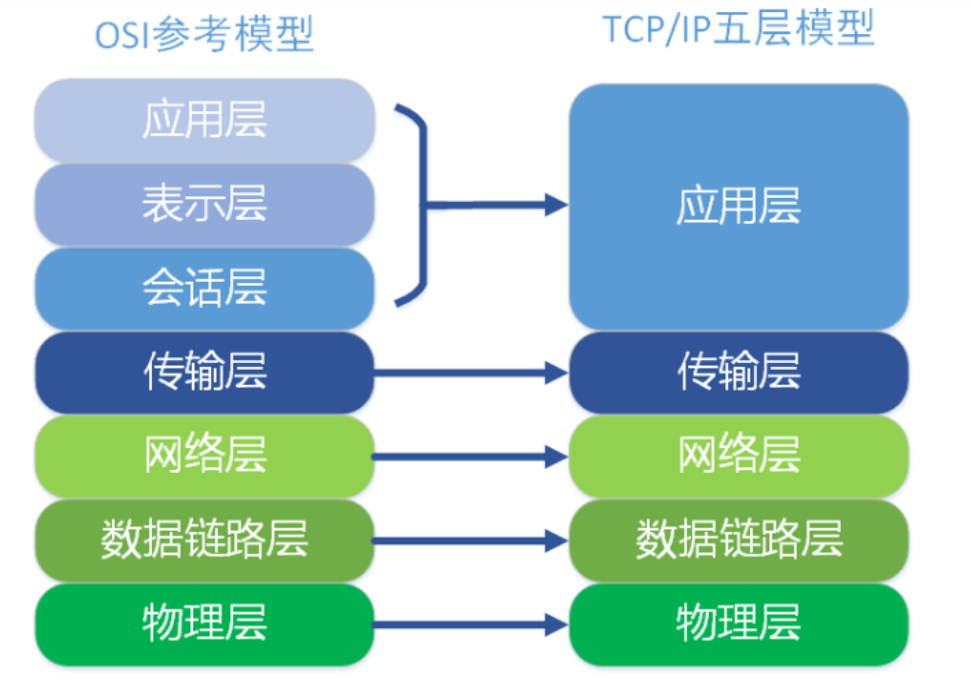 OSI参考模型
应用层
表示层
会话层
传输层
网络层
数据链路层
物理层
TCP/IP五层模型
应用层
传输层
网络层
数据链路层
物理层